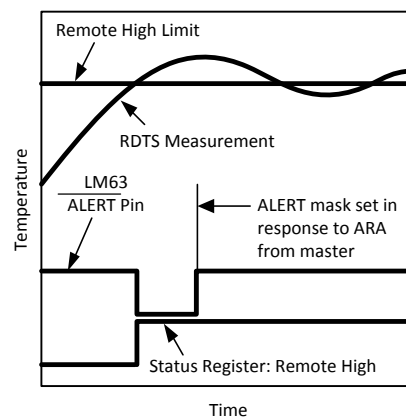 Remote High Limit
RDTS Measurement
LM63
ALERT Pin
ALERT mask set in
response to ARA
from master
Status Register: Remote High
Temperature
Time